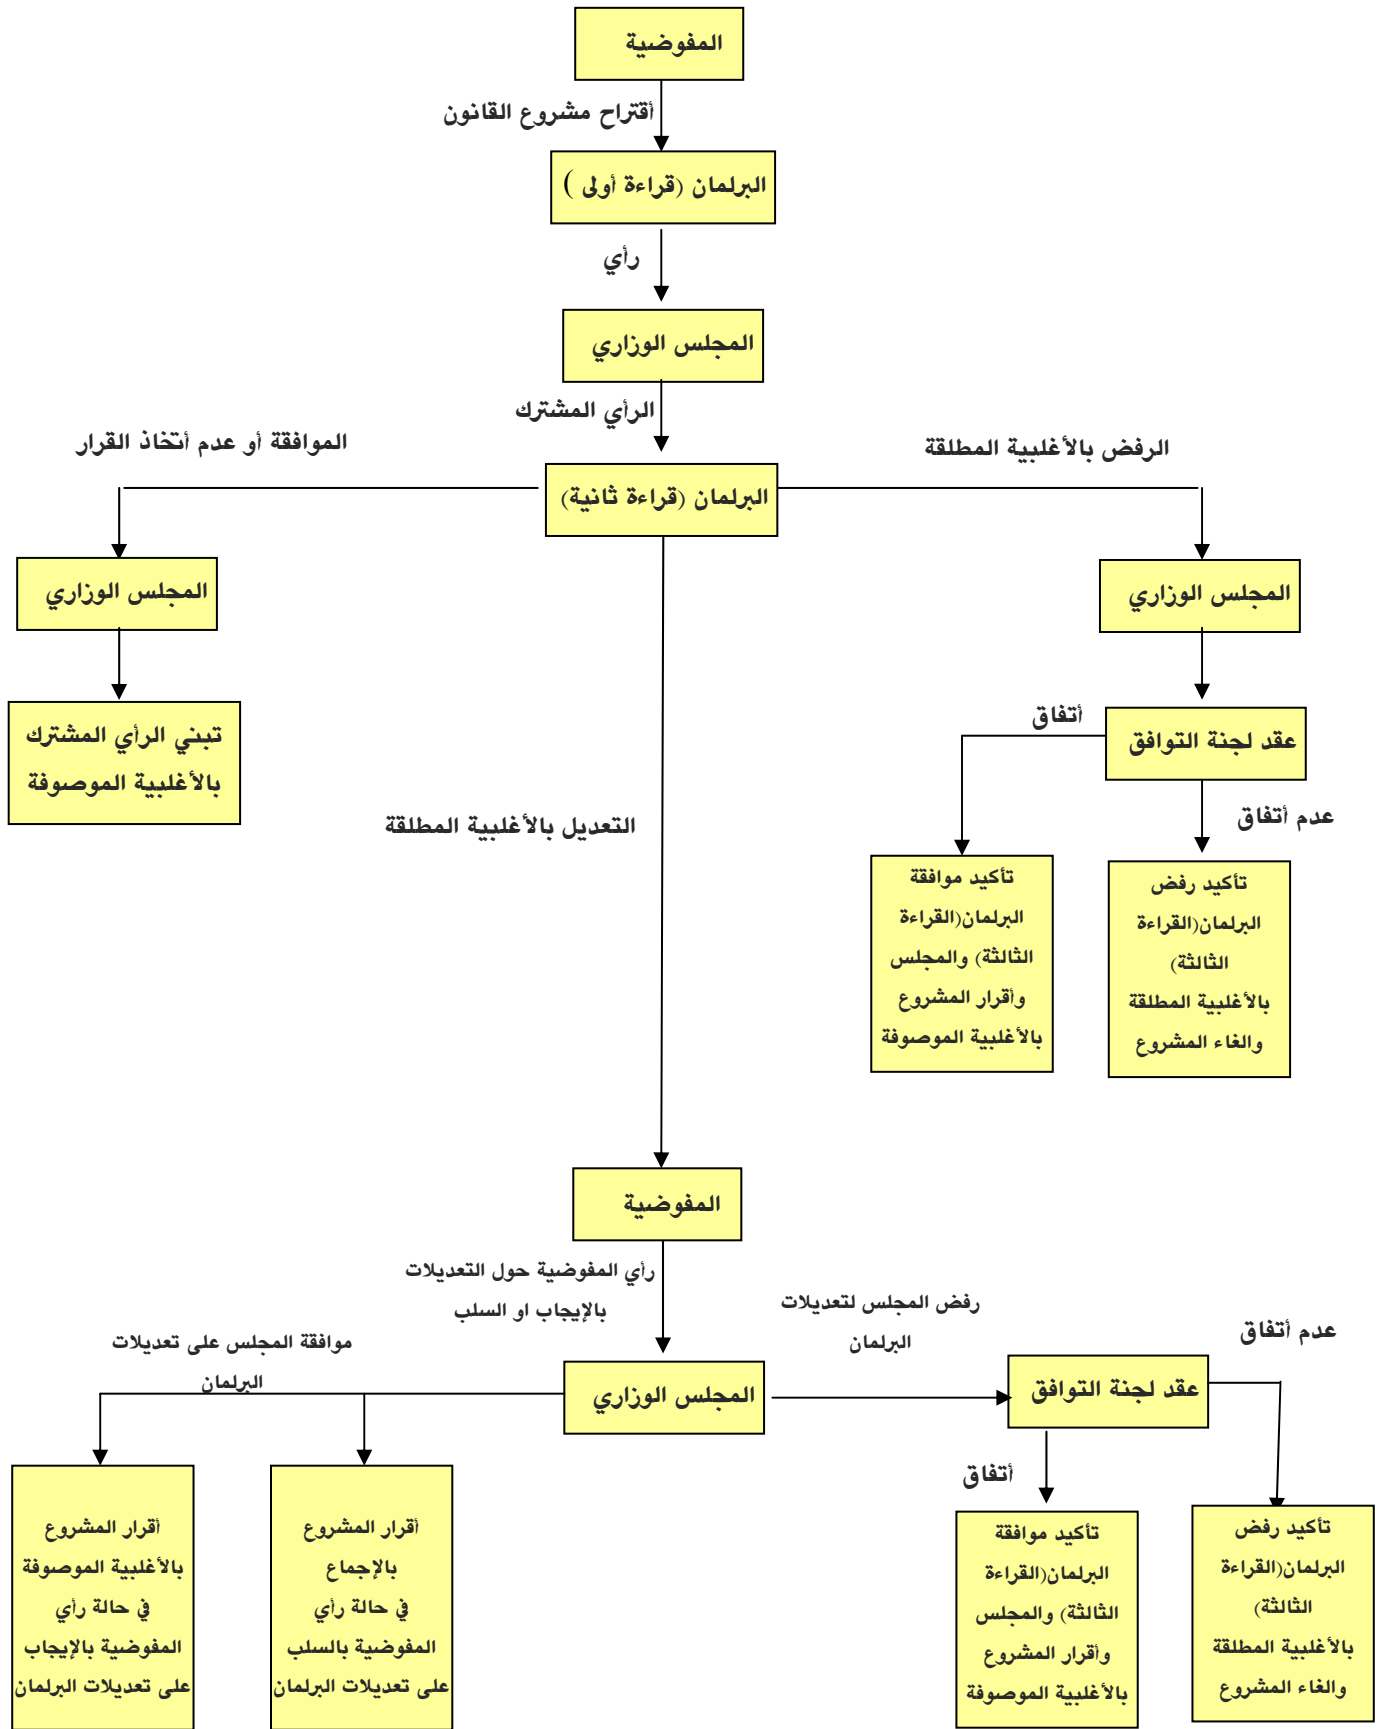 المفوضية
أقتراح مشروع القانون
البرلمان (قراءة أولى )
رأي
المجلس الوزاري
الرأي المشترك
الرفض بالأغلبية المطلقة
الموافقة أو عدم أتخاذ القرار
البرلمان (قراءة ثانية)
المجلس الوزاري
المجلس الوزاري
عقد لجنة التوافق
أتفاق
عدم أتفاق
تبني الرأي المشترك
بالأغلبية الموصوفة
التعديل بالأغلبية المطلقة
تأكيد رفض
البرلمان(القراءة
الثالثة)
بالأغلبية المطلقة
والغاء المشروع
تأكيد موافقة
البرلمان(القراءة
الثالثة) والمجلس
وأقرار المشروع
بالأغلبية الموصوفة
المفوضية
رأي المفوضية حول التعديلات
بالإيجاب او السلب
رفض المجلس لتعديلات
البرلمان
عدم أتفاق
موافقة المجلس على تعديلات
البرلمان
المجلس الوزاري
عقد لجنة التوافق
أتفاق
تأكيد رفض
البرلمان(القراءة
الثالثة)
بالأغلبية المطلقة
والغاء المشروع
تأكيد موافقة
البرلمان(القراءة
الثالثة) والمجلس
وأقرار المشروع
بالأغلبية الموصوفة
أقرار المشروع
بالإجماع
في حالة رأي
المفوضية بالسلب
على تعديلات البرلمان
أقرار المشروع
بالأغلبية الموصوفة
في حالة رأي
المفوضية بالإيجاب
على تعديلات البرلمان